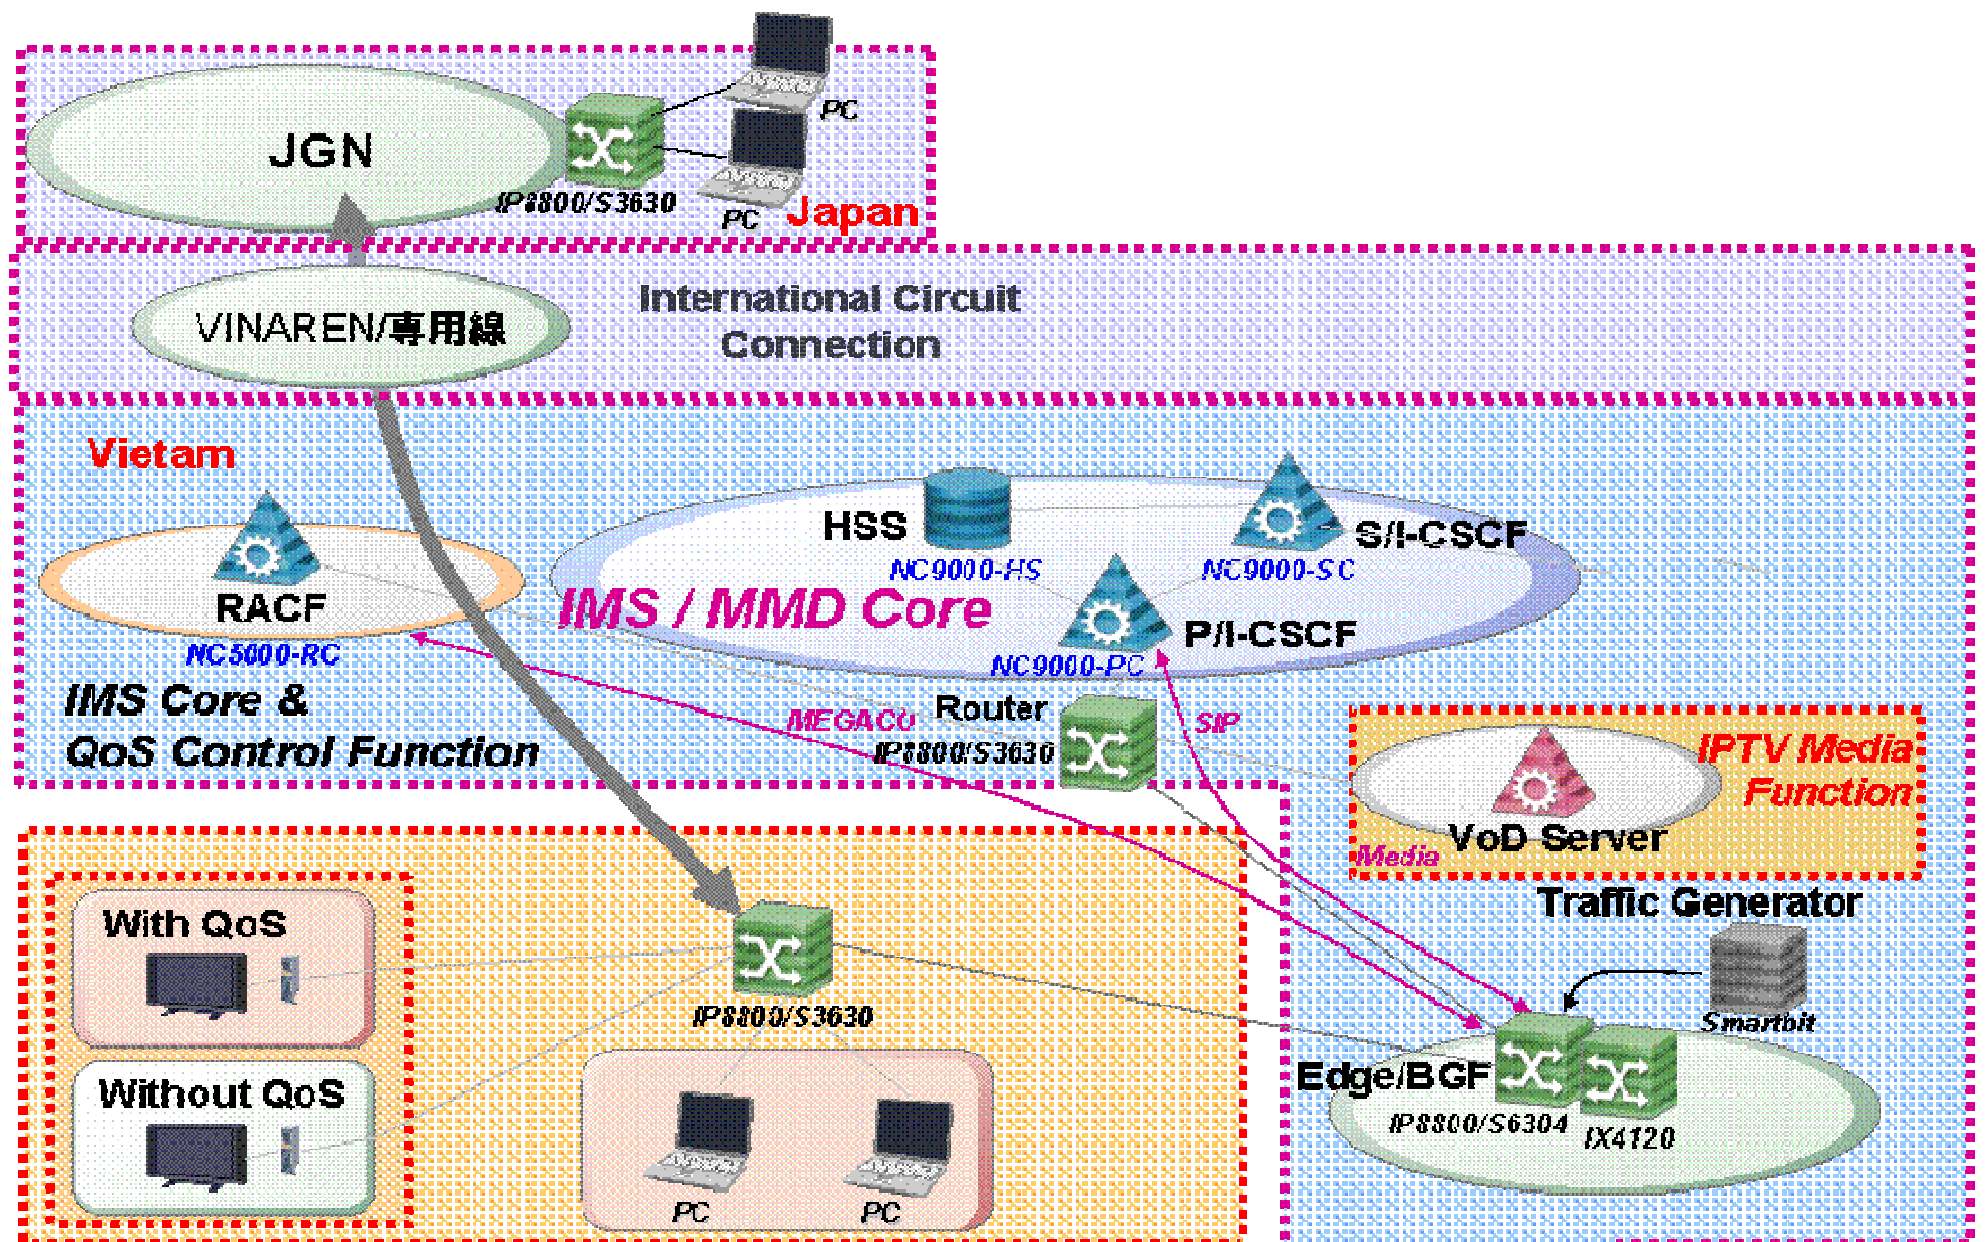 PC
JGN
IP8800/S3630
PC
Japan
International Circuit
Connection
VINAREN/専用線
Vietam
HSS
S/I-CSCF
NC9000-HS
NC9000-SC
RACF
IMS / MMD Core
P/I-CSCF
NC5000-RC
NC9000-PC
IMS Core &
QoS Control Function
MEGACO
Router
SIP
IP8800/S3630
IPTV Media
Function
VoD Server
Media
Traffic Generator
With QoS
IP8800/S3630
Smartbit
Without QoS
Edge/BGF
IP8800/S6304
IX4120
PC
PC